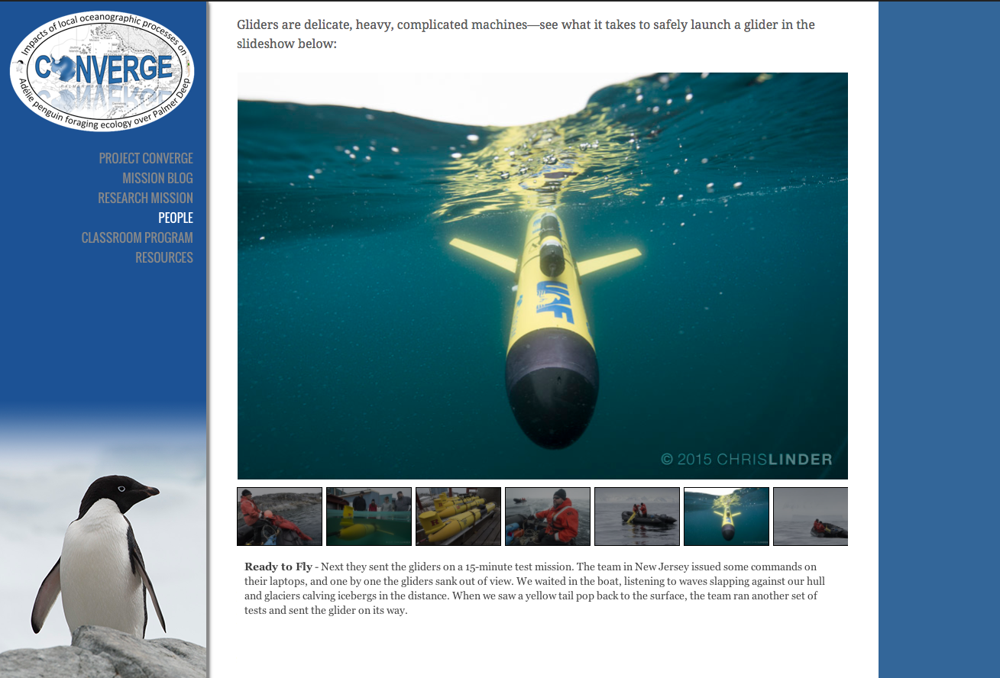 Impacts of local oceanographic processes on
CONVERGE
Adélie penguin foraging ecology over Palmer Deep
PROJECT CONVERGE
MISSION BLOG
RESEARCH MISSION
PEOPLE
CLASSROOM PROGRAM
RESOURCES
Gliders are delicate, heavy, complicated machines—see what it takes to safely launch a glider in the
slideshow below:
UAF
© 2015 CHRISLINDER
Ready to Fly - Next they sent the gliders on a 15-minute test mission. The team in New Jersey issued some commands on
their laptops, and one by one the gliders sank out of view. We waited in the boat, listening to waves slapping against our hull
and glaciers calving icebergs in the distance. When we saw a yellow tail pop back to the surface, the team ran another set of
tests and sent the glider on its way.